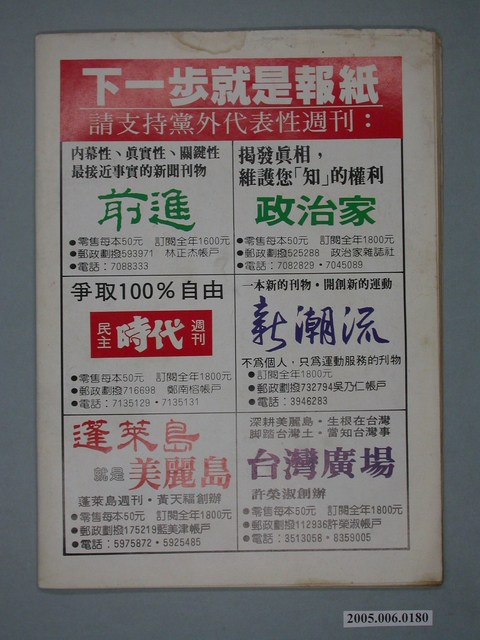 下一步就是報紙
請支持黨外代表性週刊：
內幕性、眞實性、關鍵性
最接近事實的新聞刊物
前進
●零售每本50元 訂閱全年1600元
●郵政劃撥593971 林正杰帳戶
●電話：7088333
揭發眞相，
維護您「知」的權利
政治家
●零售每本50元 訂閱全年1800元
●郵政劃撥525288 政治家雜誌社
●電話：7082829・7045089
爭取100％自由
民主時代週刊
●零售每本50元 訂閱全年1800元
●郵政劃撥716698 鄭南榕帳戶
●電話：7135129・7135131
一本新的刊物・開創新的運動
新潮流
不爲個人，只爲運動服務的刊物
●訂閱全年1800元
●郵政劃撥732794吳乃仁帳戶
●電話：3946283
蓬萊島
就是美麗島
蓬萊島週刊・黃天福創辦
●零售每本50元 訂閱全年1800元
●郵政劃撥175219藍美津帳戶
●電話：5975872・5925485
深耕美麗島・生根在台灣
脚踏台灣土・當知台灣事
台灣廣場
許榮淑創辦
●零售每本50元 訂閱全年1800元
●郵政劃撥112936許榮淑帳戶
●電話：3513058・8359005
2005.006.0180